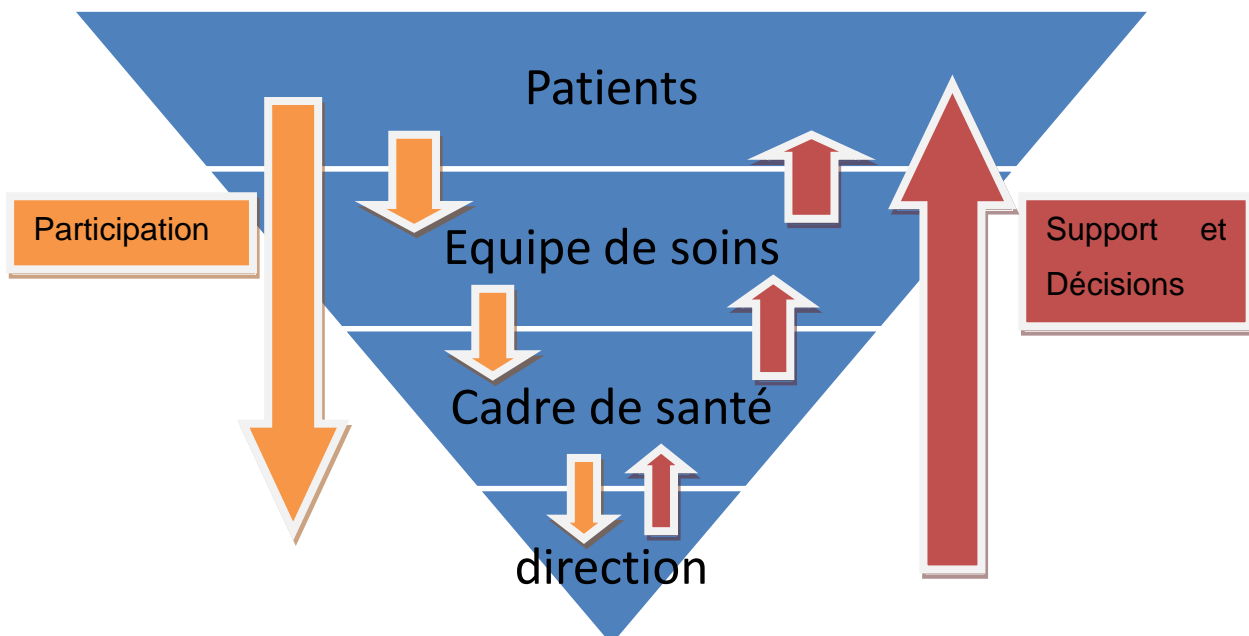 Patients
Participation
Support et
Décisions
Equipe de soins
Cadre de santé
direction